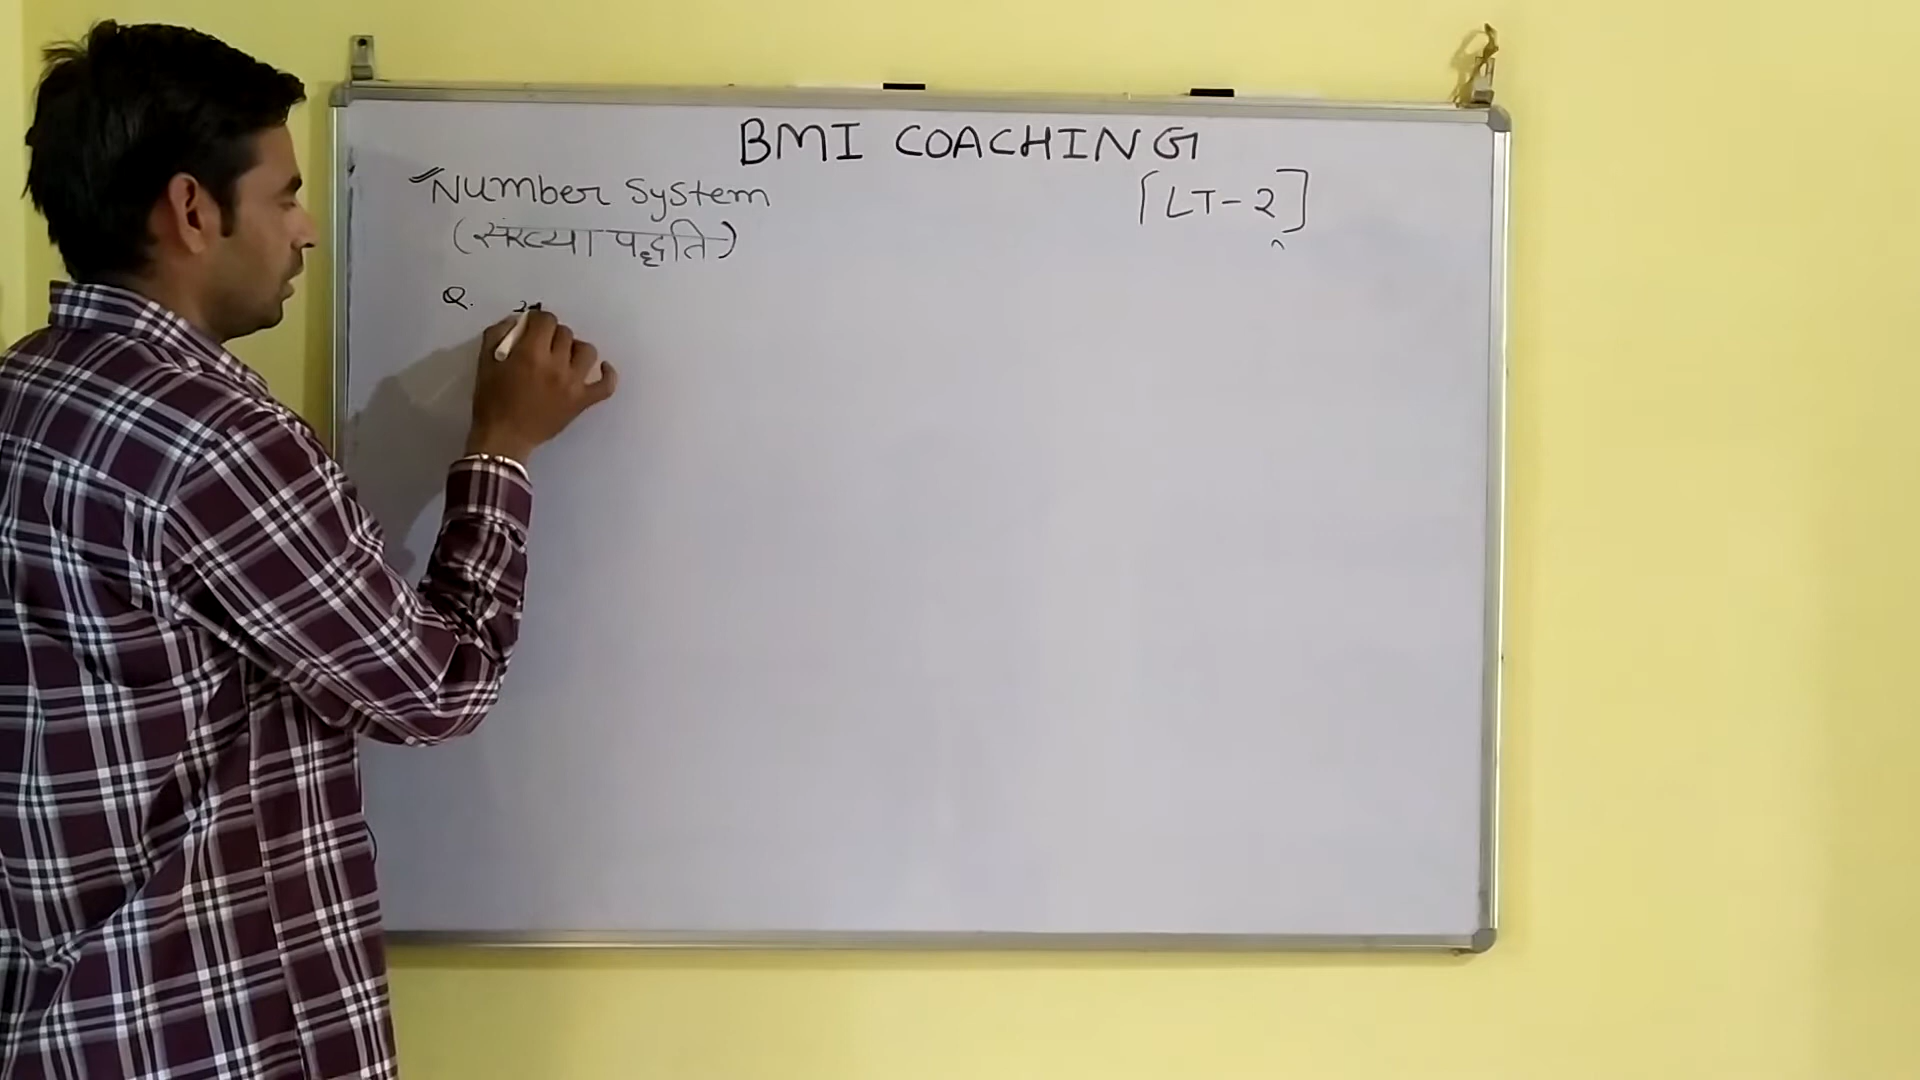 BMI COACHING
Number System
[LT-2]
(संख्या पद्धति)
Q.